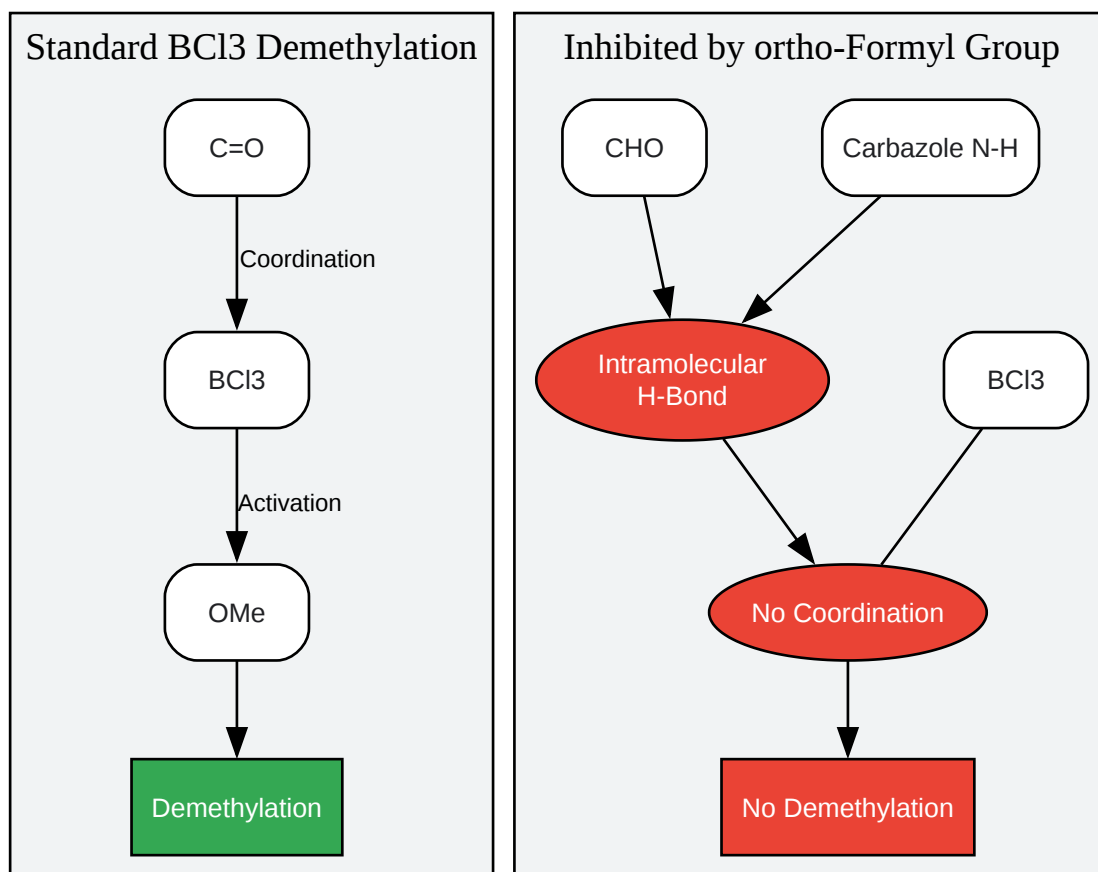 Standard BCl3 Demethylation
C=O
Coordination
BCl3
Activation
OMe
Demethylation
Inhibited by ortho-Formyl Group
CHO
Carbazole N-H
Intramolecular
H-Bond
BCl3
No Coordination
No Demethylation